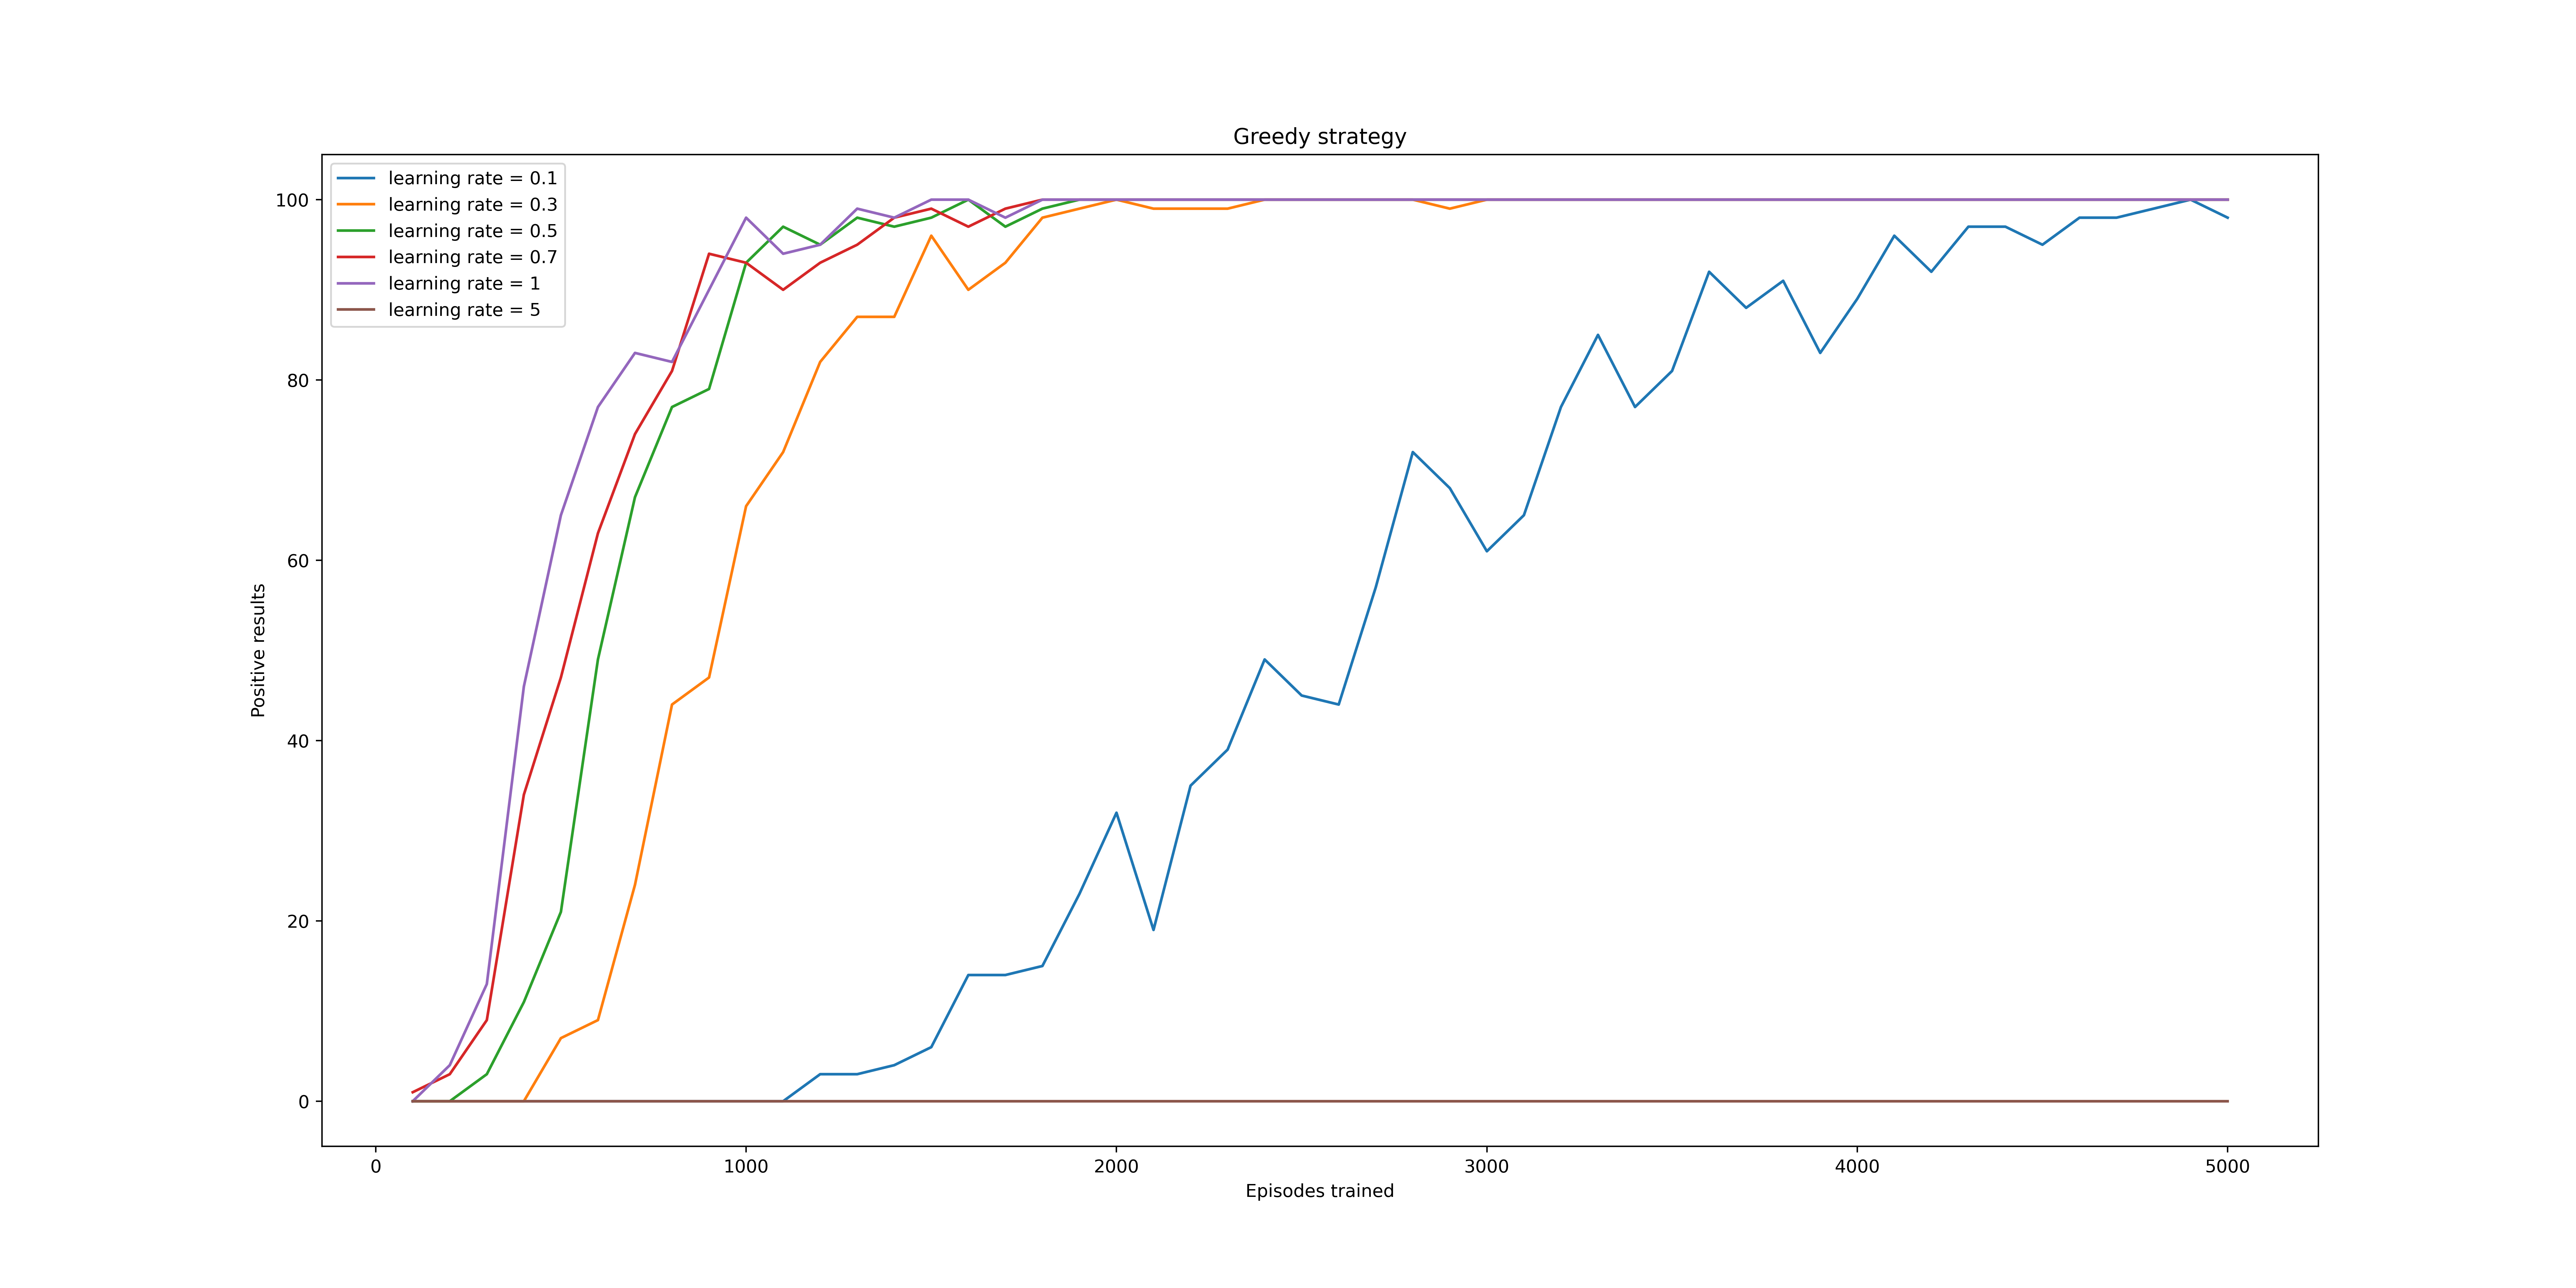 Greedy strategy
learning rate = 0.1
learning rate = 0.3
learning rate = 0.5
learning rate = 0.7
learning rate = 1
learning rate = 5
100
80
60
40
20
0
Positive results
0 1000 2000 3000 4000 5000
Episodes trained